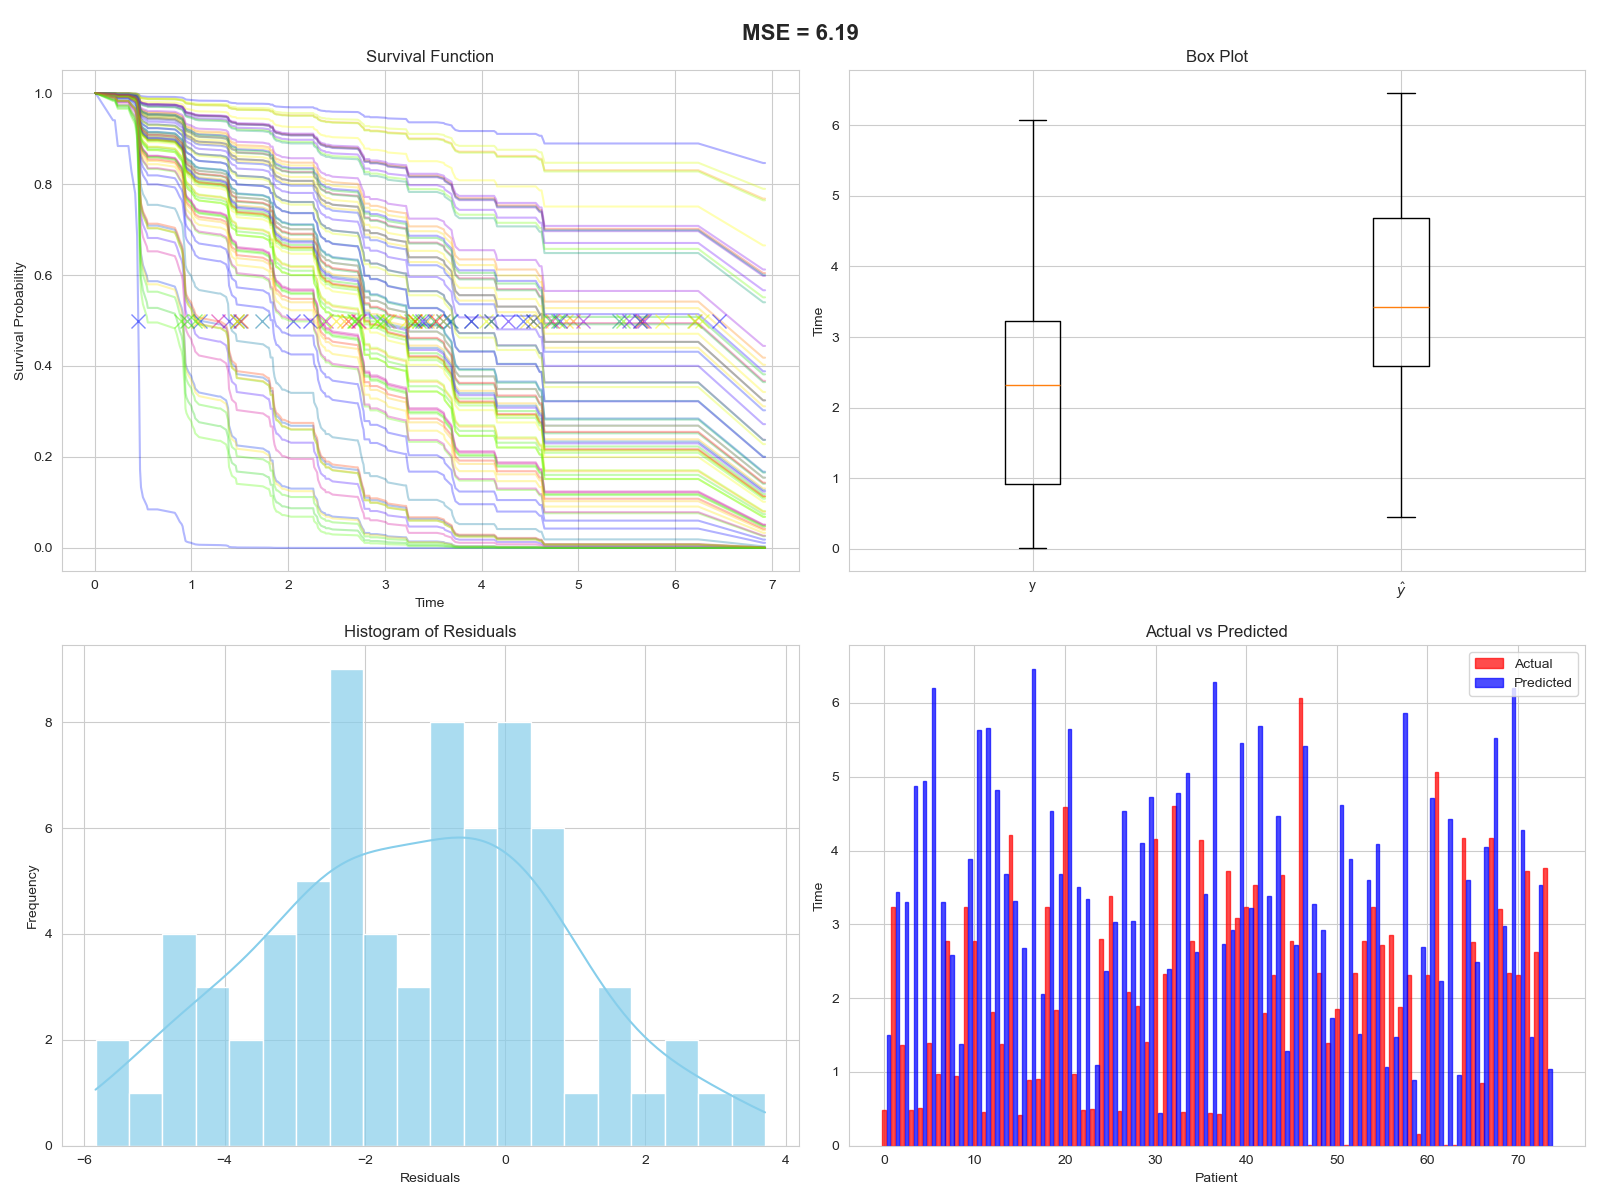 MSE = 6.19
Survival Function
Survival Probability
1.0
0.8
0.6
0.4
0.2
0.0
0 1 2 3 4 5 6 7
Time
Box Plot
Time
6
5
4
3
2
1
0
y ŷ
Histogram of Residuals
Frequency
8
6
4
2
0
−6 −4 −2 0 2 4
Residuals
Actual vs Predicted
Actual
Predicted
Time
6
5
4
3
2
1
0
0 10 20 30 40 50 60 70
Patient